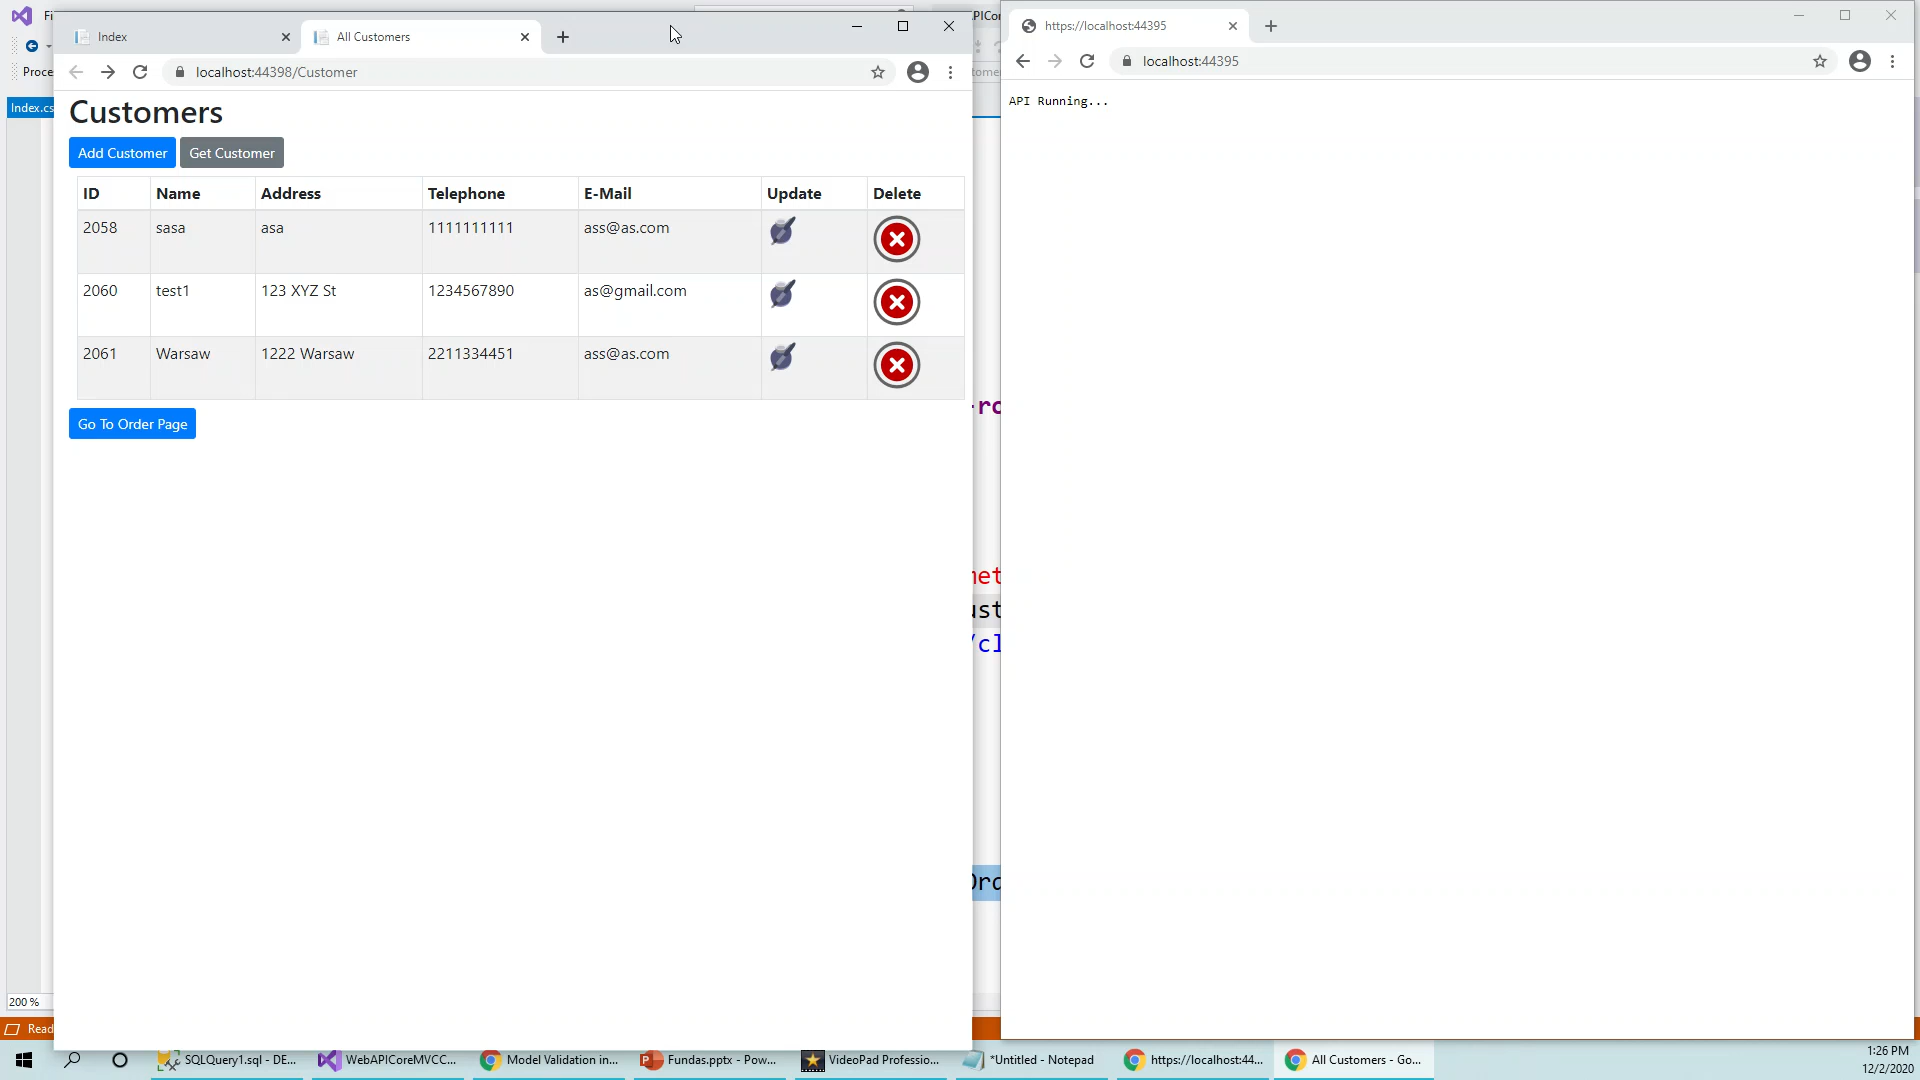 Index
All Customers
localhost:44398/Customer
Customers
Add Customer
Get Customer
ID Name Address Telephone E-Mail Update Delete
2058 sasa asa 1111111111 ass@as.com
2060 test1 123 XYZ St 1234567890 as@gmail.com
2061 Warsaw 1222 Warsaw 2211334451 ass@as.com
Go To Order Page
https://localhost:44395
localhost:44395
API Running...
Proce
Index.cs
200 %
Read
SQLQuery1.sql - DE...
WebAPICoreMVCC...
Model Validation in...
Fundas.pptx - Pow...
VideoPad Professio...
*Untitled - Notepad
https://localhost:44...
All Customers - Go...
1:26 PM
12/2/2020